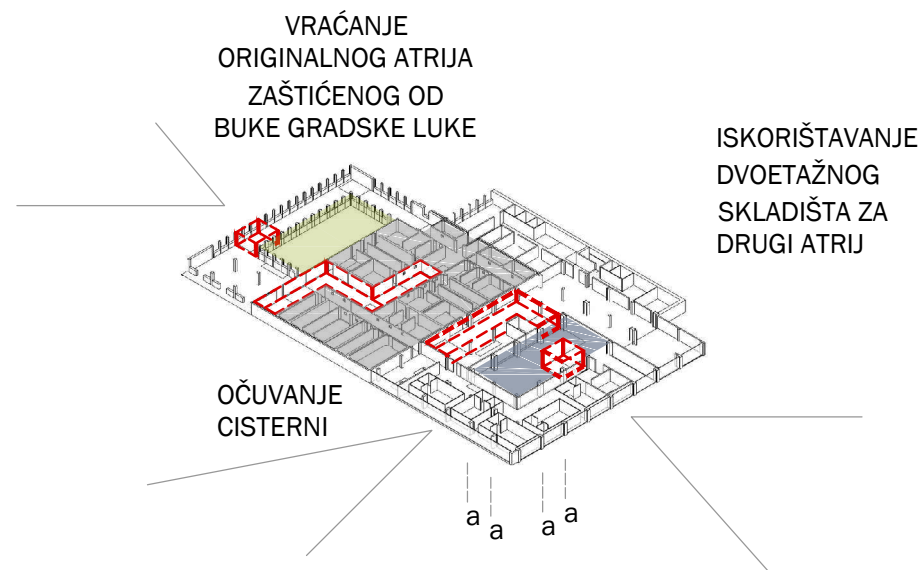 VRAĆANJE
ORIGINALNOG ATRIJA
ZAŠTIĆENOG OD
BUKE GRADSKE LUKE
ISKORIŠTAVANJE
DVOETAŽNOG
SKLADIŠTA ZA
DRUGI ATRIJ
OČUVANJE
CISTERNI
a a a a